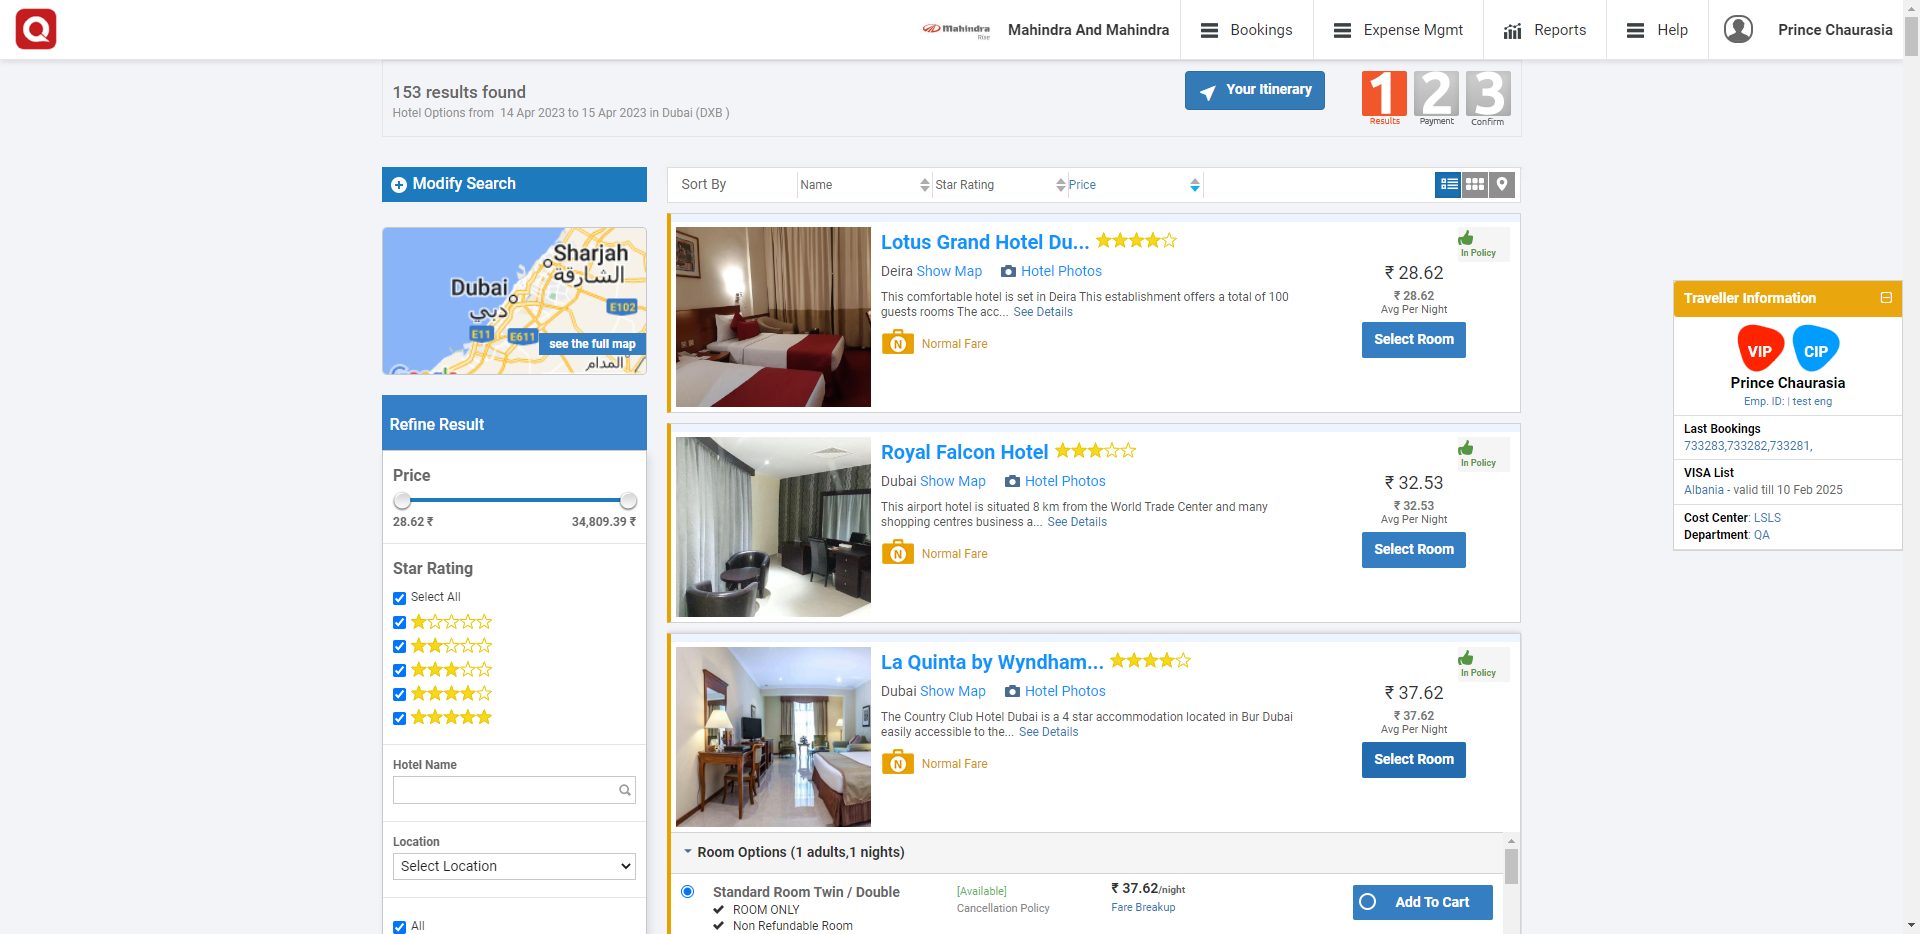 Q
mahindra
Rise
Mahindra And Mahindra
Bookings
Expense Mgmt
Reports
Help
Prince Chaurasia
153 results found
Hotel Options from 14 Apr 2023 to 15 Apr 2023 in Dubai (DXB )
Your Itinerary
1 2 3
Results Payment Confirm
Modify Search
Sort By Name Star Rating Price
Sharjah
الشارقة
Dubai
دبي
E102
E11
E611
see the full map
المدام
Google
Refine Result
Price
28.62 ₹ 34,809.39 ₹
Star Rating
Select All
Hotel Name
Location
Select Location
All
Lotus Grand Hotel Du...
In Policy
Deira Show Map Hotel Photos
₹ 28.62
This comfortable hotel is set in Deira This establishment offers a total of 100
guests rooms The acc... See Details
₹ 28.62
Avg Per Night
N Normal Fare
Select Room
Royal Falcon Hotel
In Policy
Dubai Show Map Hotel Photos
₹ 32.53
This airport hotel is situated 8 km from the World Trade Center and many
shopping centres business a... See Details
₹ 32.53
Avg Per Night
N Normal Fare
Select Room
La Quinta by Wyndham...
In Policy
Dubai Show Map Hotel Photos
₹ 37.62
The Country Club Hotel Dubai is a 4 star accommodation located in Bur Dubai
easily accessible to the... See Details
₹ 37.62
Avg Per Night
N Normal Fare
Select Room
Room Options (1 adults,1 nights)
Standard Room Twin / Double
[Available]
₹ 37.62/night
ROOM ONLY
Cancellation Policy
Fare Breakup
Non Refundable Room
Add To Cart
Traveller Information
VIP CIP
Prince Chaurasia
Emp. ID: | test eng
Last Bookings
733283,733282,733281,
VISA List
Albania - valid till 10 Feb 2025
Cost Center: LSLS
Department: QA